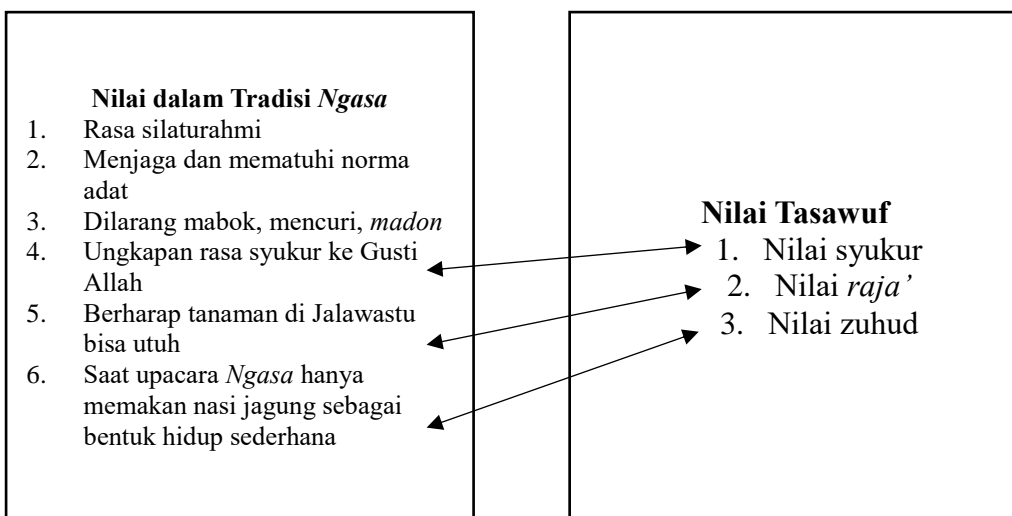 Nilai dalam Tradisi Ngasa
1. Rasa silaturahmi
2. Menjaga dan mematuhi norma
adat
3. Dilarang mabok, mencuri, madon
4. Ungkapan rasa syukur ke Gusti
Allah
5. Berharap tanaman di Jalawastu
bisa utuh
6. Saat upacara Ngasa hanya
memakan nasi jagung sebagai
bentuk hidup sederhana
Nilai Tasawuf
1. Nilai syukur
2. Nilai raja’
3. Nilai zuhud